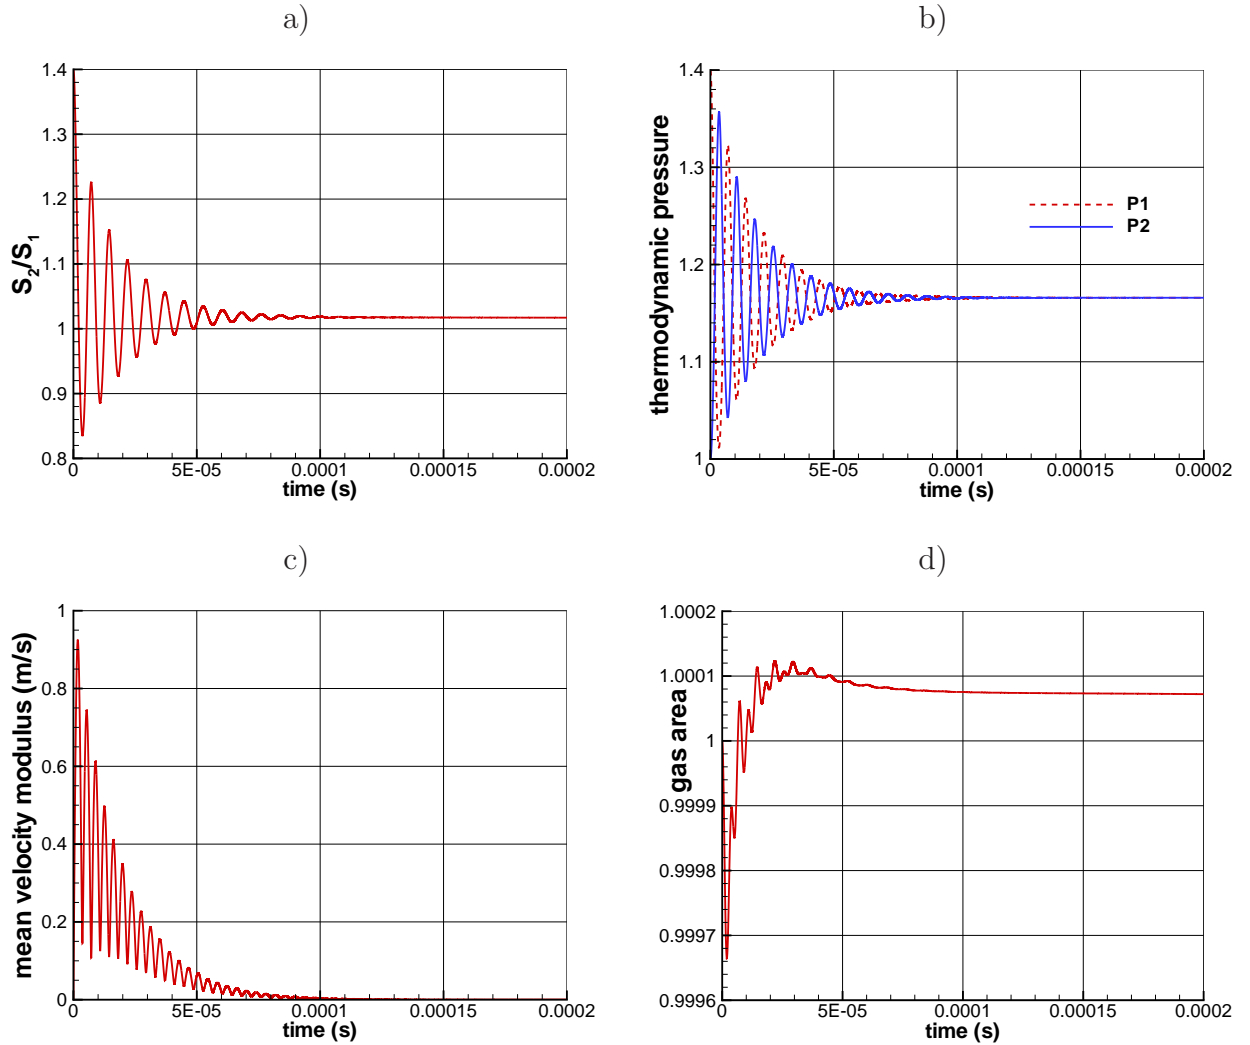 a)
b)
1.4
1.3
1.2
1.1
1
0.9
0.8
S2/S1
0
5E-05
0.0001
0.00015
0.0002
time (s)
1.4
1.3
1.2
1.1
1
thermodynamic pressure
P1
P2
0
5E-05
0.0001
0.00015
0.0002
time (s)
c)
d)
1
0.8
0.6
0.4
0.2
0
mean velocity modulus (m/s)
0
5E-05
0.0001
0.00015
0.0002
time (s)
1.0002
1.0001
1
0.9999
0.9998
0.9997
0.9996
gas area
0
5E-05
0.0001
0.00015
0.0002
time (s)